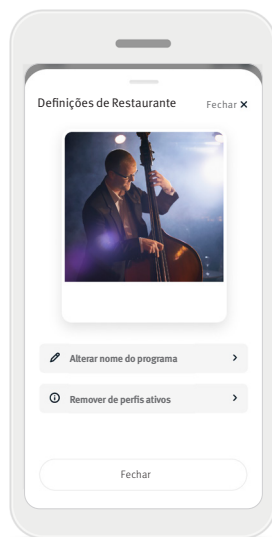 Definições de Restaurante
Fechar ×
Alterar nome do programa
Remover de perfis ativos
Fechar